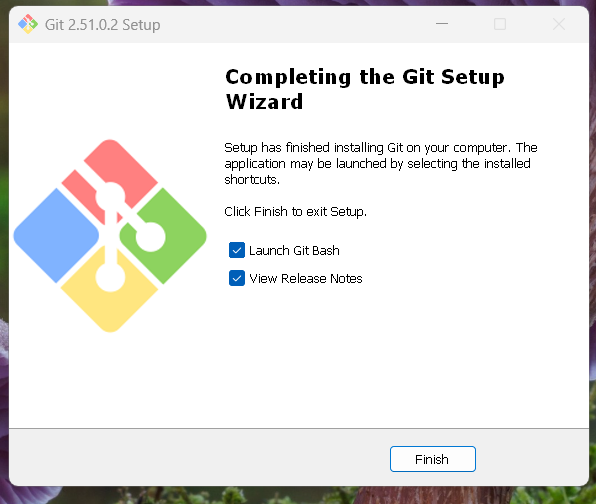 Git 2.51.0.2 Setup
Completing the Git Setup
Wizard
Setup has finished installing Git on your computer. The
application may be launched by selecting the installed
shortcuts.
Click Finish to exit Setup.
Launch Git Bash
View Release Notes
Finish